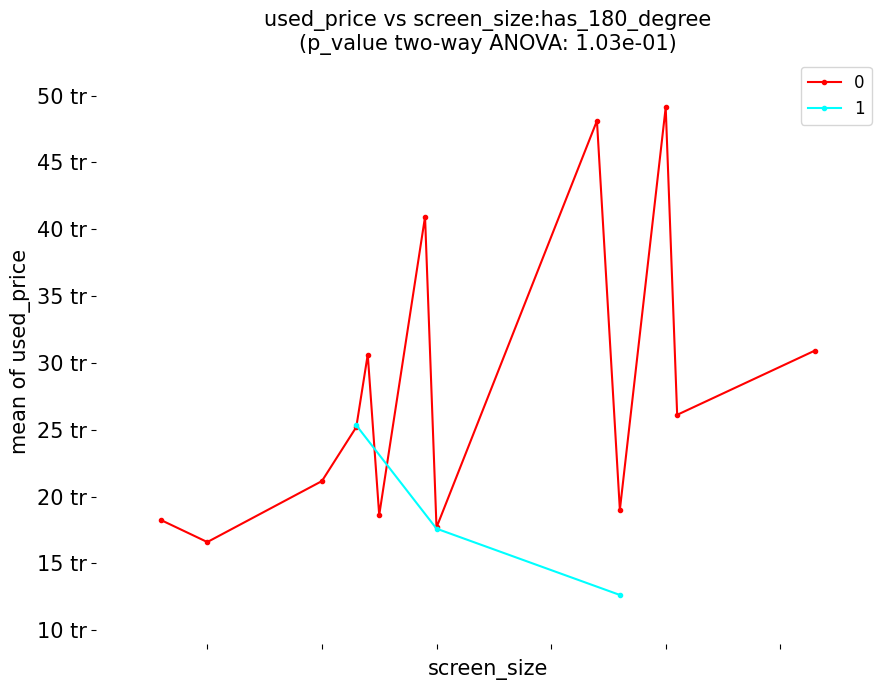 used_price vs screen_size:has_180_degree
(p_value two-way ANOVA: 1.03e-01)
0
1
50 tr
45 tr
40 tr
35 tr
30 tr
25 tr
20 tr
15 tr
10 tr
mean of used_price
screen_size